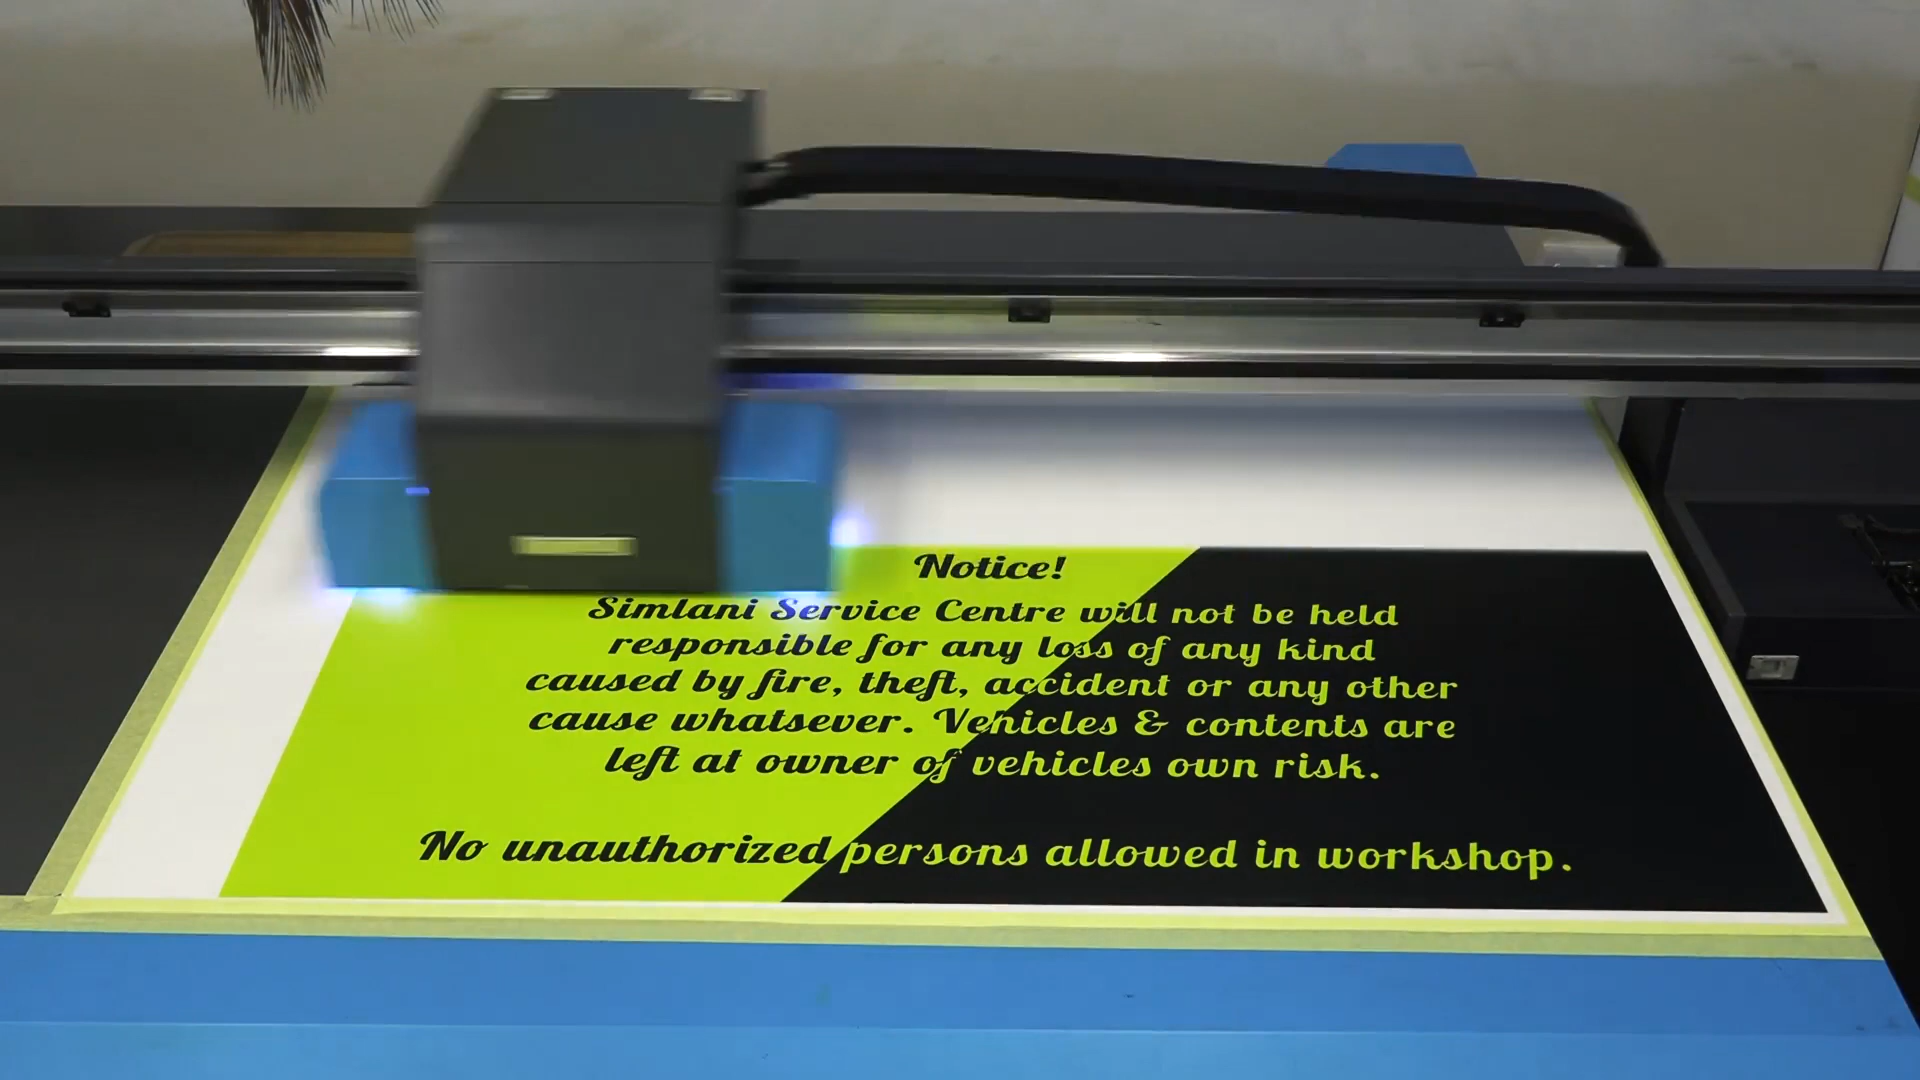 Notice!
Simlani Service Centre will not be held
responsible for any loss of any kind
caused by fire, theft, accident or any other
cause whatsever. Vehicles & contents are
left at owner of vehicles own risk.
No unauthorized persons allowed in workshop.